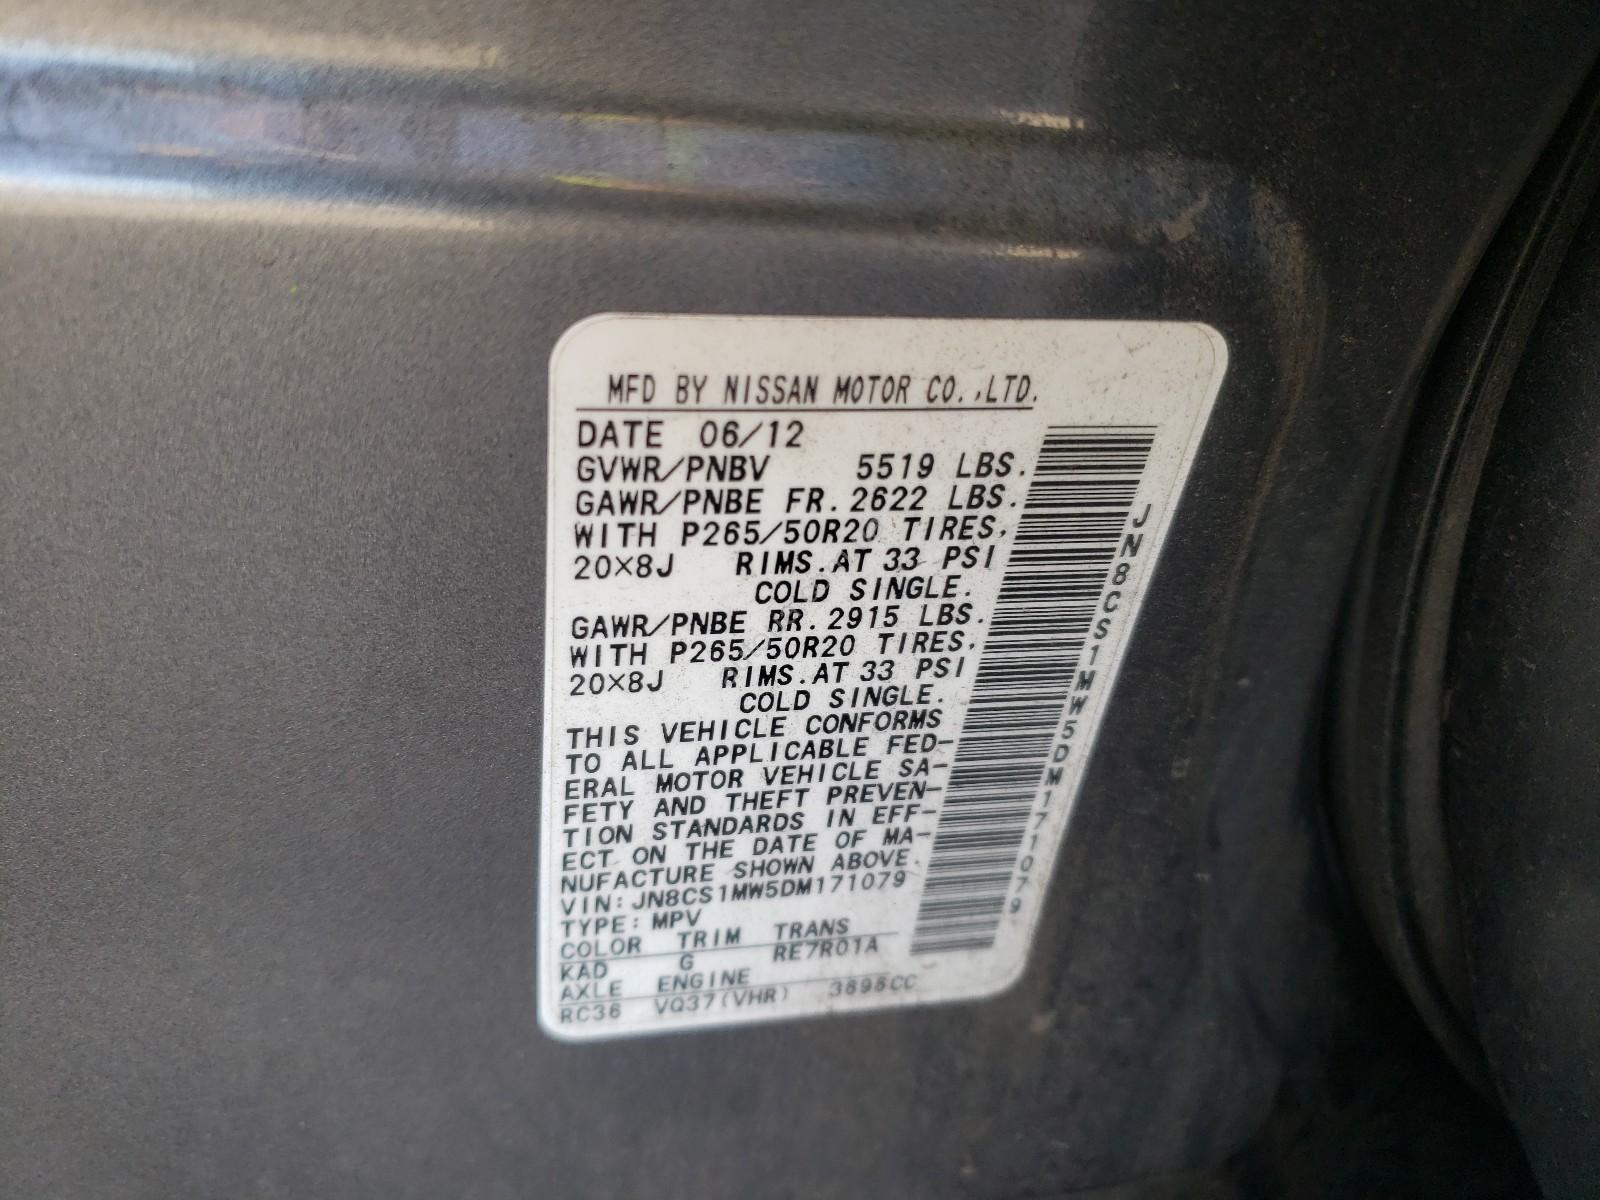 MFD BY NISSAN MOTOR CO.,LTD.
DATE 06/12
GVWR/PNBV 5519 LBS.
GAWR/PNBE FR. 2622 LBS.
WITH P265/50R20 TIRES,
20×8J RIMS.AT 33 PSI
COLD SINGLE.
GAWR/PNBE RR. 2915 LBS.
WITH P265/50R20 TIRES,
20×8J RIMS.AT 33 PSI
COLD SINGLE.
THIS VEHICLE CONFORMS
TO ALL APPLICABLE FED-
ERAL MOTOR VEHICLE SA-
FETY AND THEFT PREVEN-
TION STANDARDS IN EFF-
ECT ON THE DATE OF MA-
NUFACTURE SHOWN ABOVE.
VIN: JN8CS1MW5DM171079
TYPE: MPV
COLOR TRIM TRANS
KAD G RE7R01A
AXLE ENGINE
RC36 VQ37(VHR) 3696CC
JN8CS1MW5DM171079